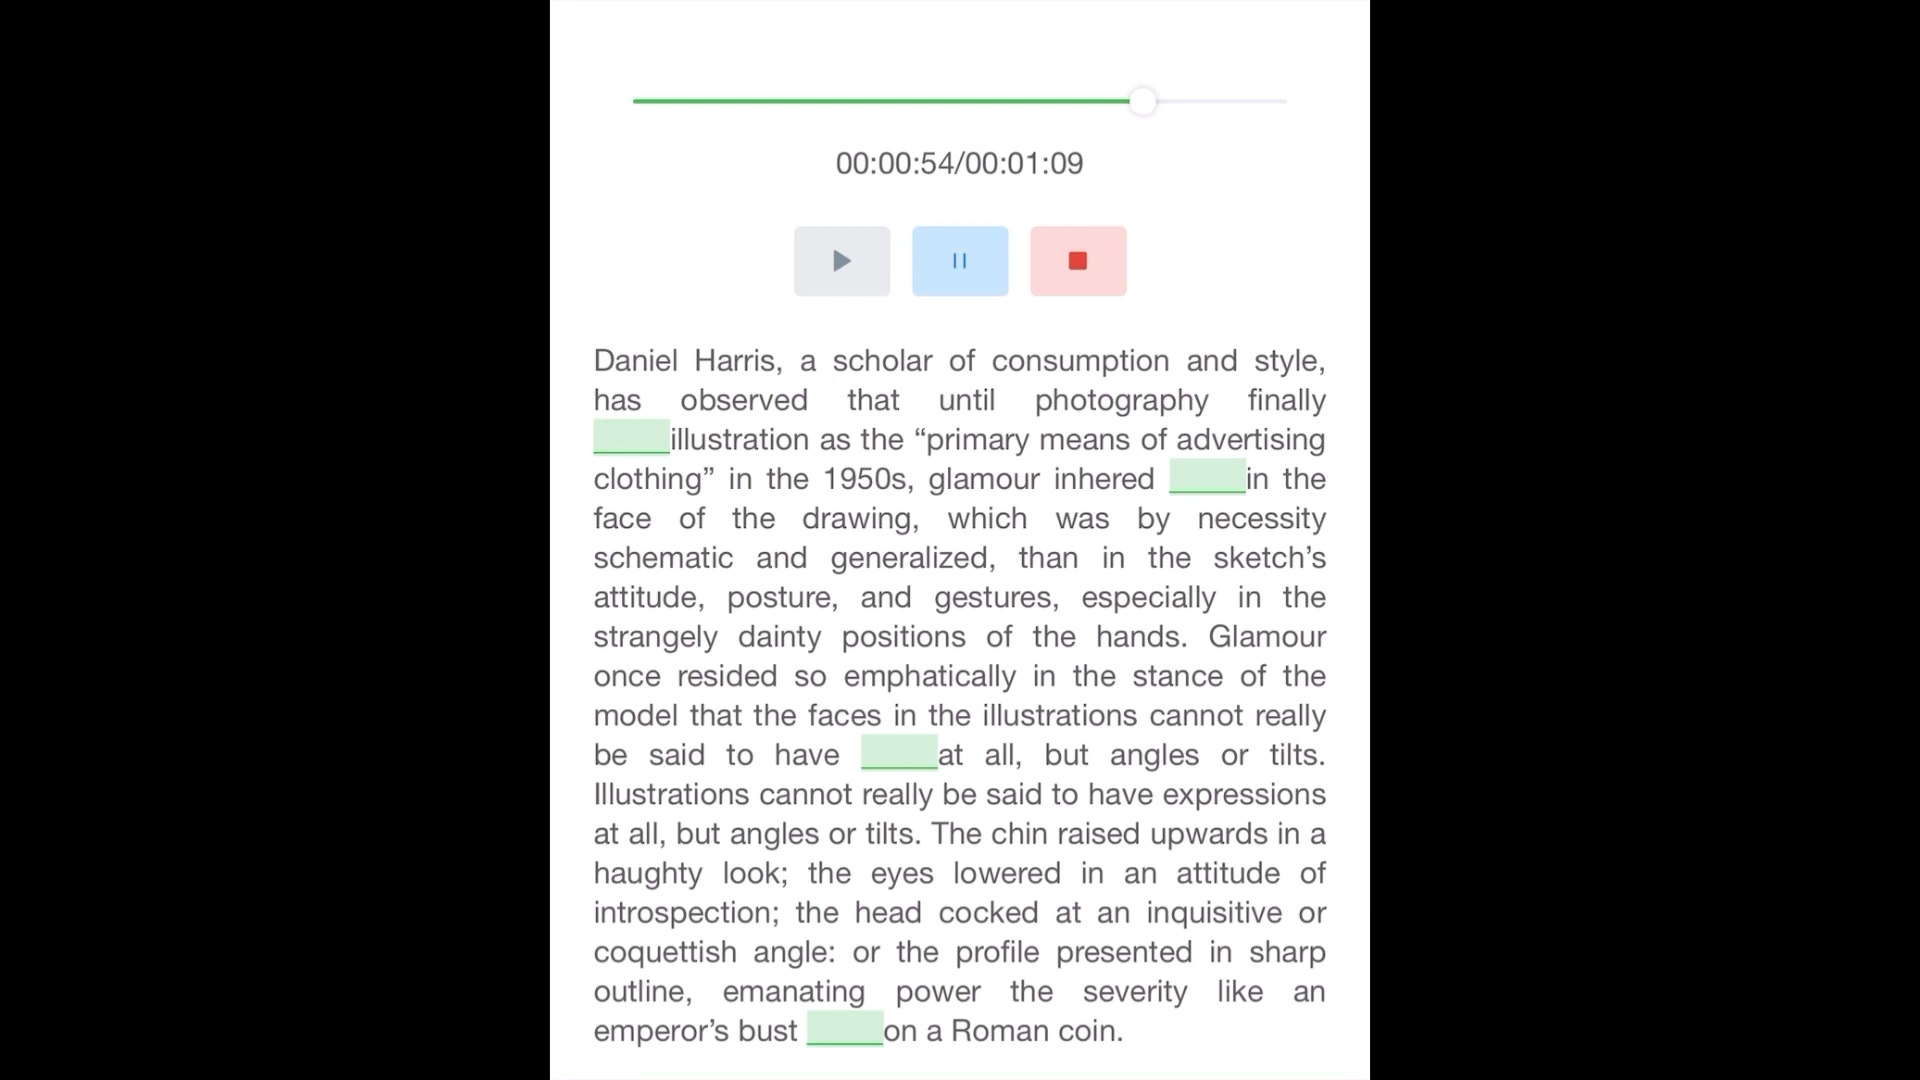 00:00:54/00:01:09
Daniel Harris, a scholar of consumption and style,
has observed that until photography finally
illustration as the “primary means of advertising
clothing” in the 1950s, glamour inhered in the
face of the drawing, which was by necessity
schematic and generalized, than in the sketch’s
attitude, posture, and gestures, especially in the
strangely dainty positions of the hands. Glamour
once resided so emphatically in the stance of the
model that the faces in the illustrations cannot really
be said to have at all, but angles or tilts.
Illustrations cannot really be said to have expressions
at all, but angles or tilts. The chin raised upwards in a
haughty look; the eyes lowered in an attitude of
introspection; the head cocked at an inquisitive or
coquettish angle: or the profile presented in sharp
outline, emanating power the severity like an
emperor’s bust on a Roman coin.